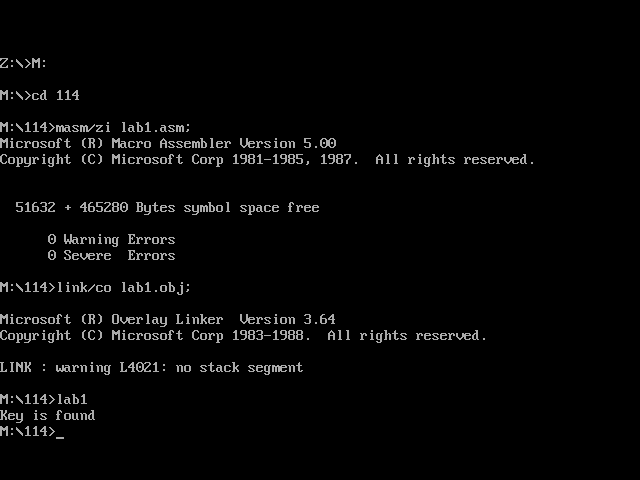 Z:\>M:
M:\>cd 114
M:\114>masm/zi lab1.asm;
Microsoft (R) Macro Assembler Version 5.00
Copyright (C) Microsoft Corp 1981-1985, 1987.  All rights reserved.
51632 + 465280 Bytes symbol space free
0 Warning Errors
0 Severe  Errors
M:\114>link/co lab1.obj;
Microsoft (R) Overlay Linker  Version 3.64
Copyright (C) Microsoft Corp 1983-1988.  All rights reserved.
LINK : warning L4021: no stack segment
M:\114>lab1
Key is found
M:\114>_